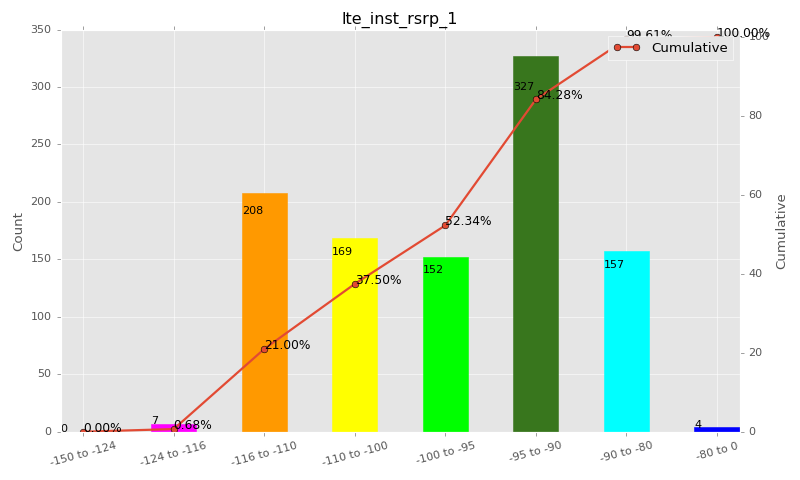 lte_inst_rsrp_1
350
300
250
200
150
100
50
0
Count
100
80
60
40
20
0
Cumulative
Cumulative
0
7
208
169
152
327
157
4
0.00%
0.68%
21.00%
37.50%
52.34%
84.28%
99.61%
100.00%
-150 to -124
-124 to -116
-116 to -110
-110 to -100
-100 to -95
-95 to -90
-90 to -80
-80 to 0